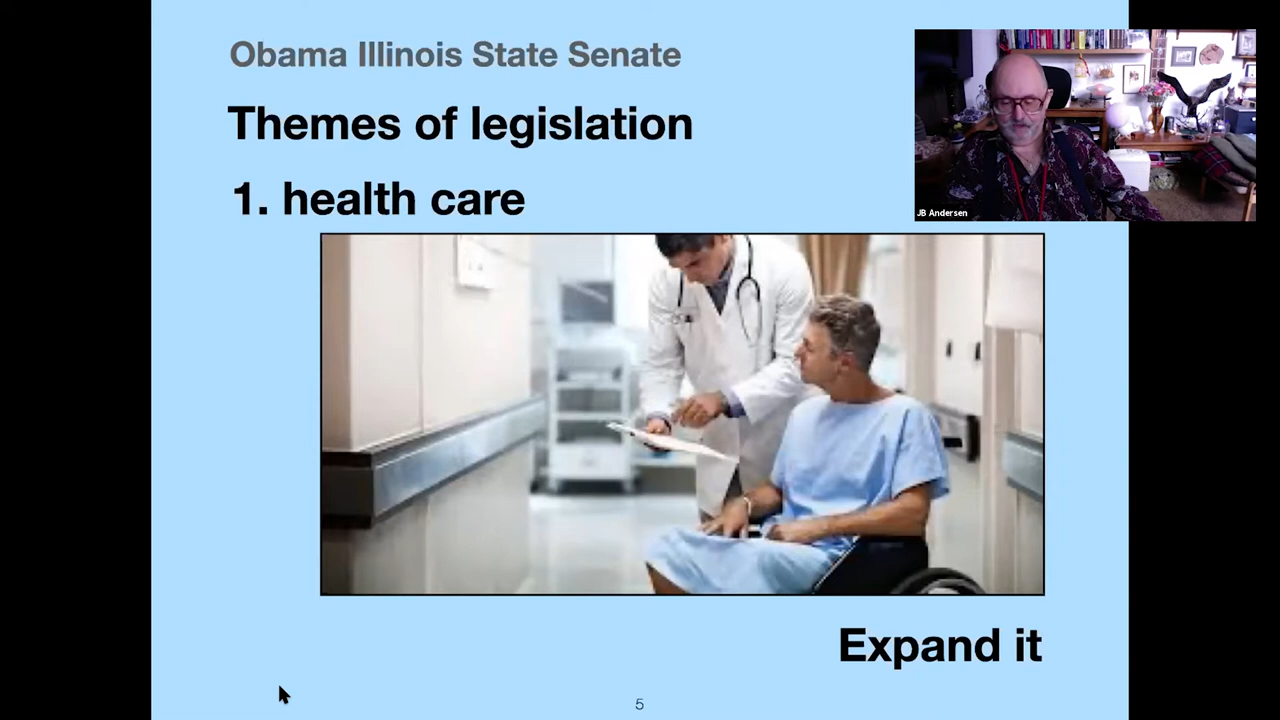 Obama Illinois State Senate
Themes of legislation
1. health care
JB Andersen
Expand it
5